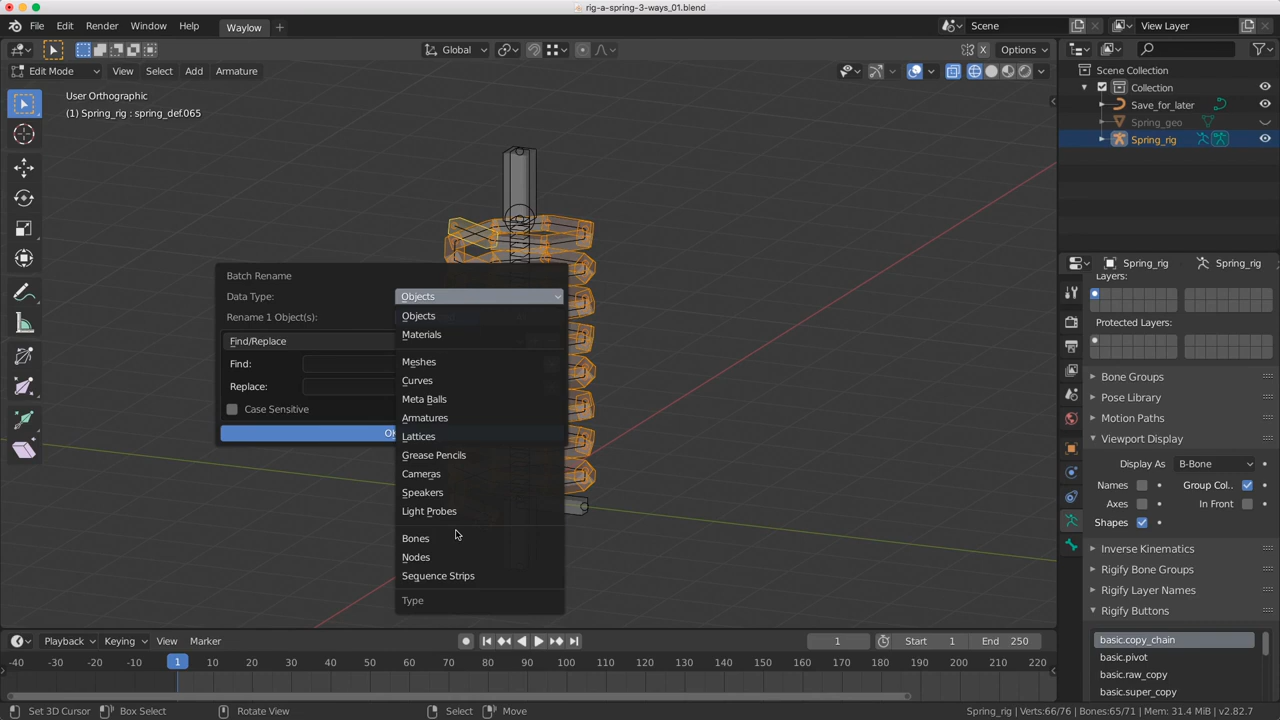 rig-a-spring-3-ways_01.blend
File Edit Render Window Help Waylow + Scene View Layer
Global Options
Edit Mode View Select Add Armature
User Orthographic
(1) Spring_rig : spring_def.065
Scene Collection
Collection
Save_for_later
Spring_geo
Spring_rig
Batch Rename
Data Type: Objects
Rename 1 Object(s):
Find/Replace
Find:
Replace:
Case Sensitive
Objects
Materials
Meshes
Curves
Meta Balls
Armatures
Lattices
Grease Pencils
Cameras
Speakers
Light Probes
Bones
Nodes
Sequence Strips
Type
Spring_rig Spring_rig
Layers:
Protected Layers:
Bone Groups
Pose Library
Motion Paths
Viewport Display
Display As B-Bone
Names Group Col..
Axes In Front
Shapes
Inverse Kinematics
Rigify Bone Groups
Rigify Layer Names
Rigify Buttons
basic.copy_chain
basic.pivot
basic.raw_copy
basic.super_copy
Playback Keying View Marker 1 Start 1 End 250
-40 -30 -20 -10 1 10 20 30 40 50 60 70 80 90 100 110 120 130 140 150 160 170 180 190 200 210 220
Set 3D Cursor Box Select Rotate View Select Move Spring_rig | Verts:66/76 | Bones:65/71 | Mem: 31.4 MiB | v2.82.7